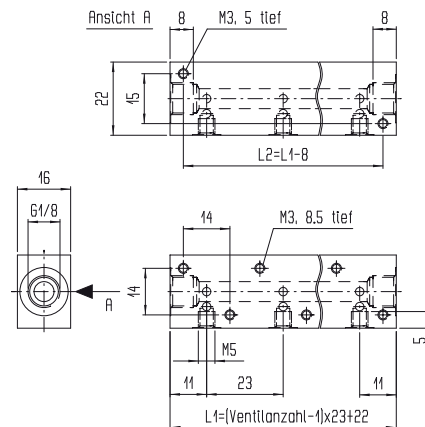 Ansicht A
8
M3, 5 tief
8
22
15
L2=L1-8
16
G1/8
A
14
M3, 8.5 tief
14
M5
5
11
23
11
L1=(Ventilanzahl-1)x23+22